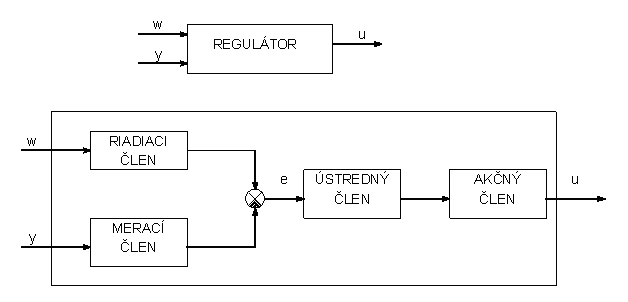 w
y
REGULÁTOR
u
w
RIADIACI
ČLEN
y
MERACÍ
ČLEN
e
ÚSTREDNÝ
ČLEN
AKČNÝ
ČLEN
u